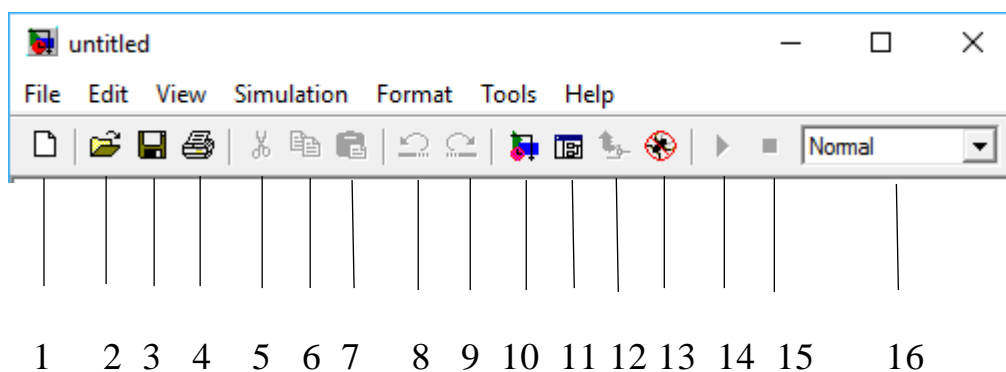 untitled
File Edit View Simulation Format Tools Help
Normal
1 2 3 4 5 6 7 8 9 10 11 12 13 14 15 16